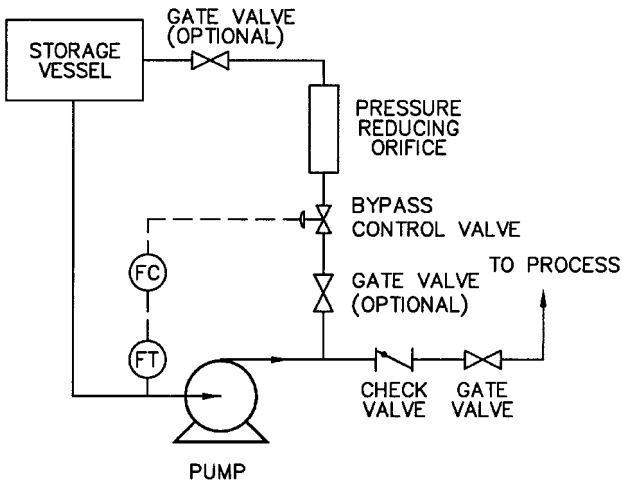 GATE VALVE
(OPTIONAL)
STORAGE
VESSEL
PRESSURE
REDUCING
ORIFICE
BYPASS
CONTROL VALVE
TO PROCESS
FC
GATE VALVE
(OPTIONAL)
FT
CHECK
VALVE
GATE
VALVE
PUMP